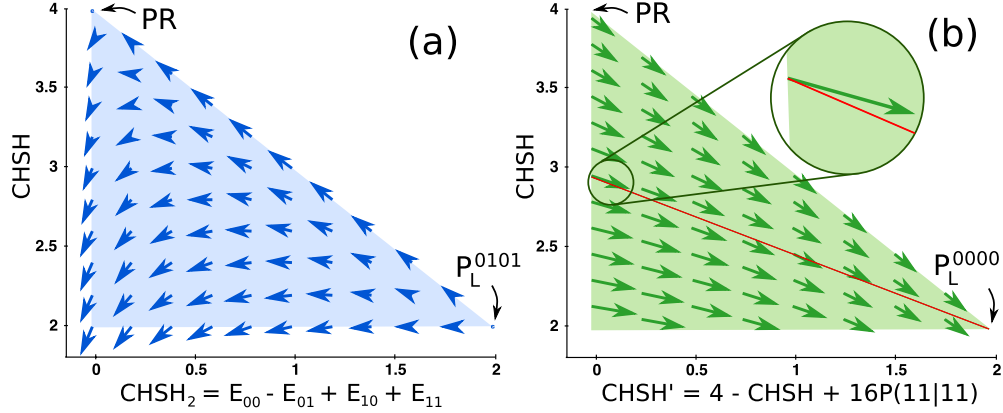 4
PR
(a)
3.5
3
2.5
2
CHSH
P_L^0101
0
0.5
1
1.5
2
CHSH₂ = E₀₀ - E₀₁ + E₁₀ + E₁₁
4
PR
(b)
3.5
3
2.5
2
CHSH
P_L^0000
0
0.5
1
1.5
2
CHSH' = 4 - CHSH + 16P(11|11)